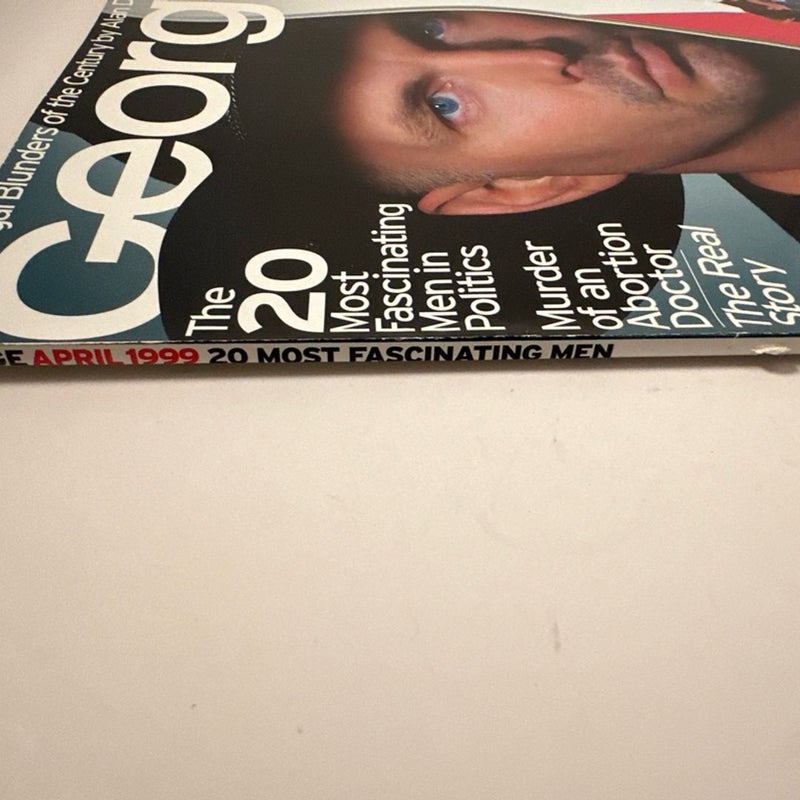 gal Blunders of the Century by Alan D
Georg
The
20
Most
Fascinating
Men in
Politics
Murder
of an
Abortion
Doctor
The Real
Story
GE APRIL 1999 20 MOST FASCINATING MEN